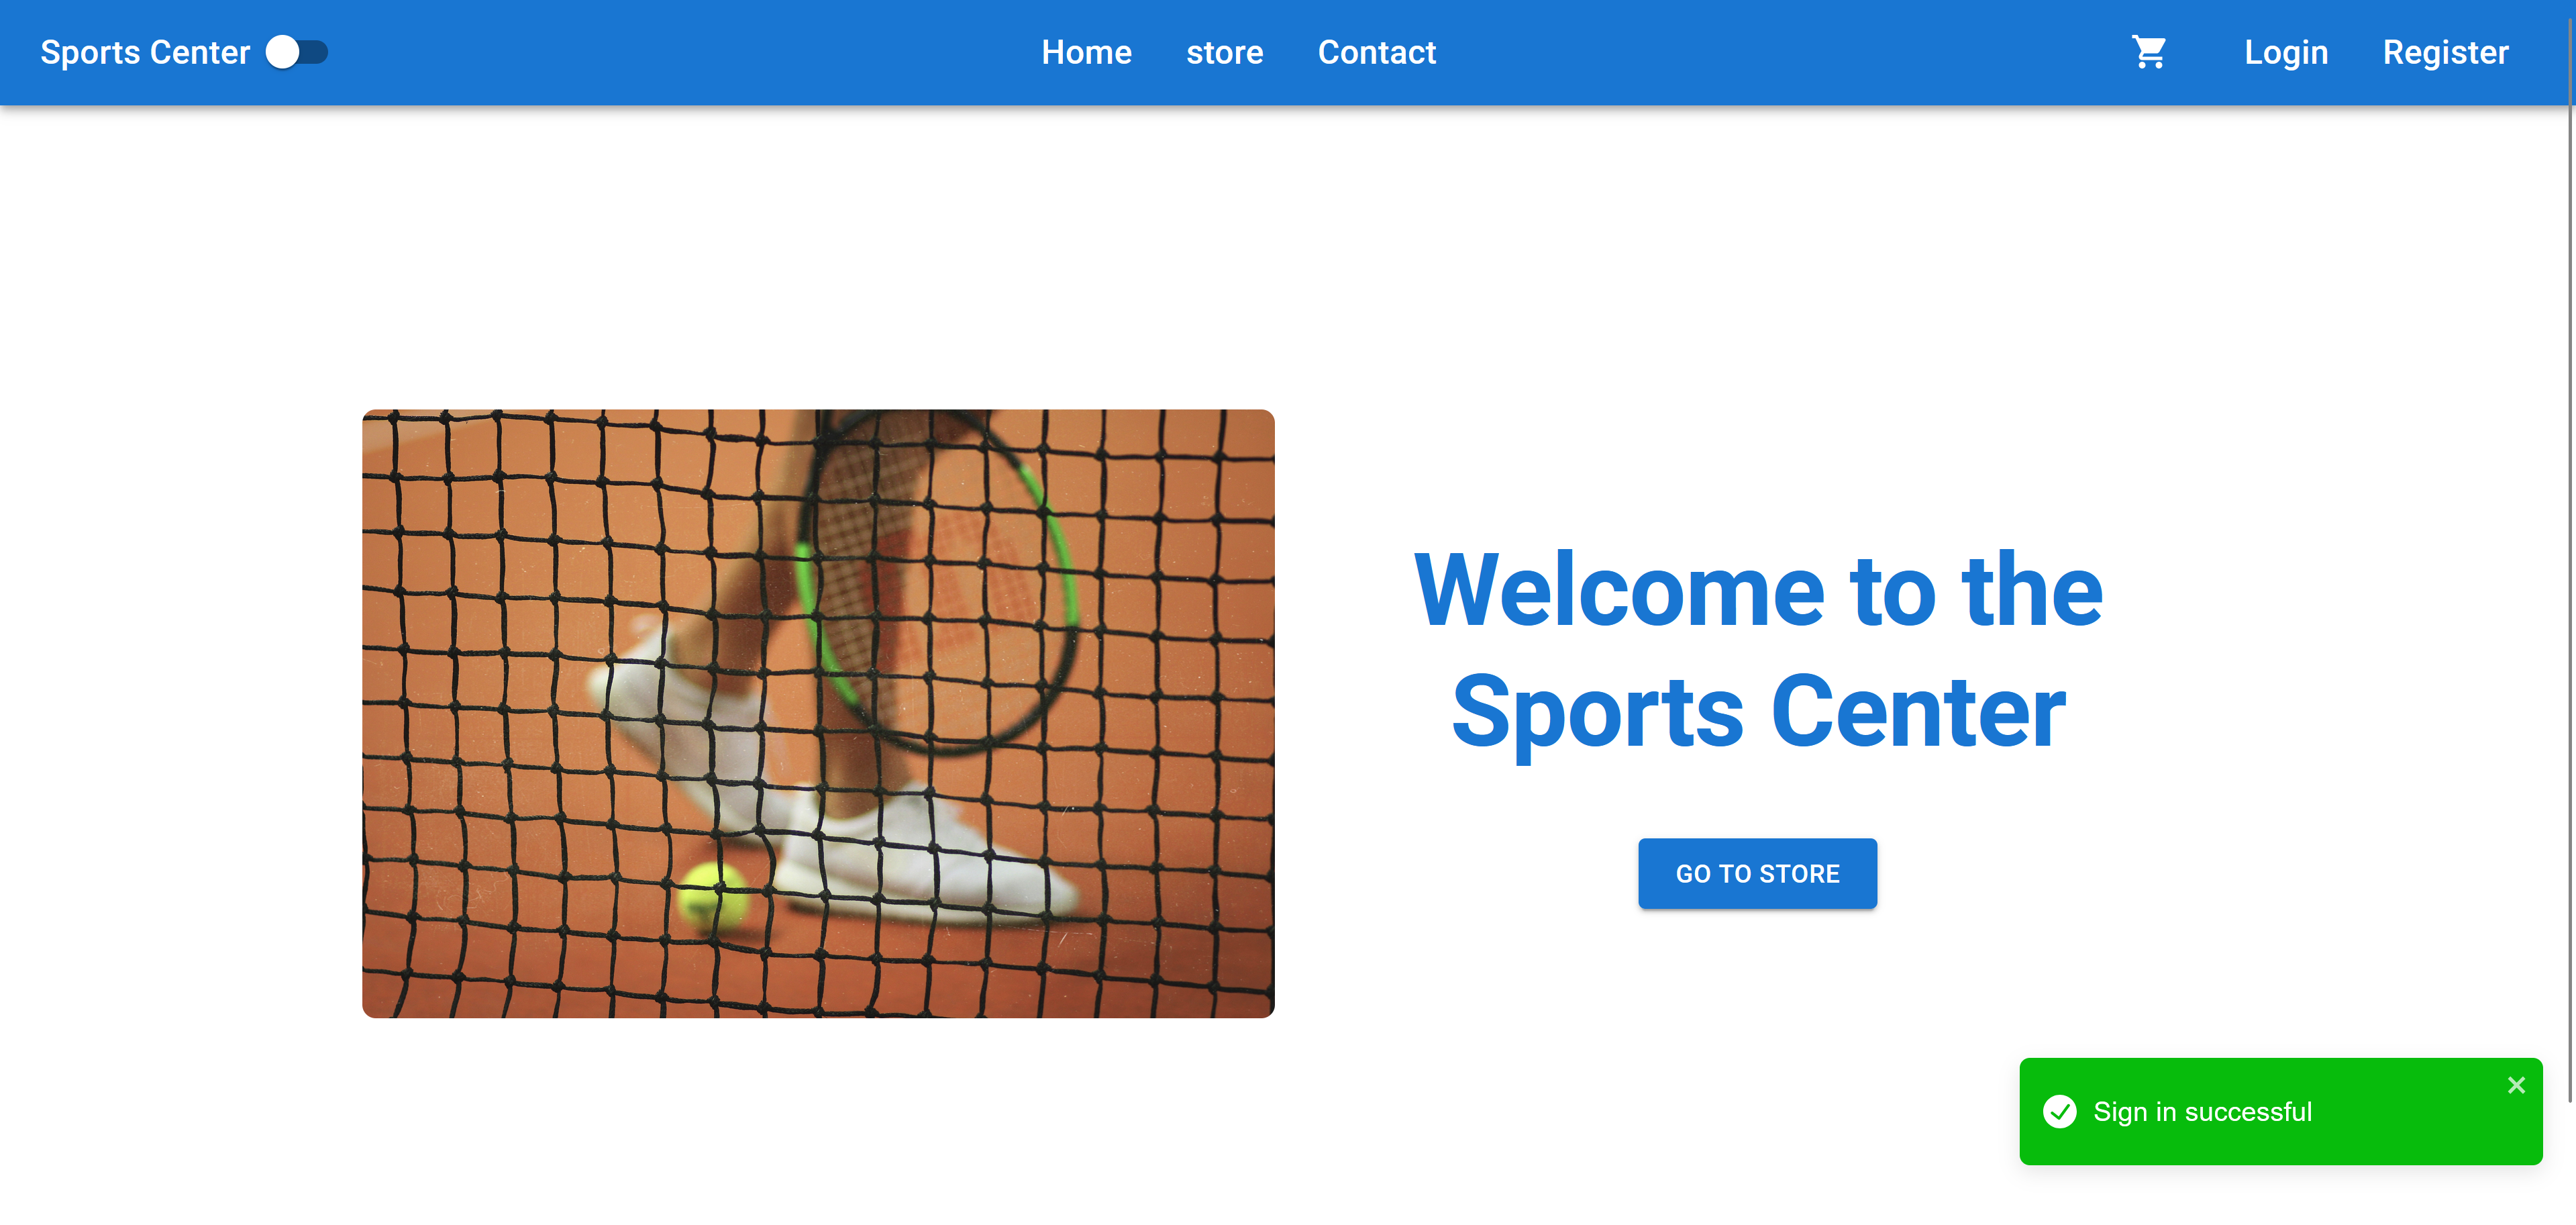 Sports Center
Home store Contact
Login Register
Welcome to the
Sports Center
GO TO STORE
Sign in successful